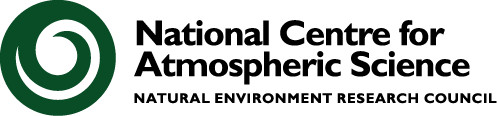 National Centre for
Atmospheric Science
NATURAL ENVIRONMENT RESEARCH COUNCIL